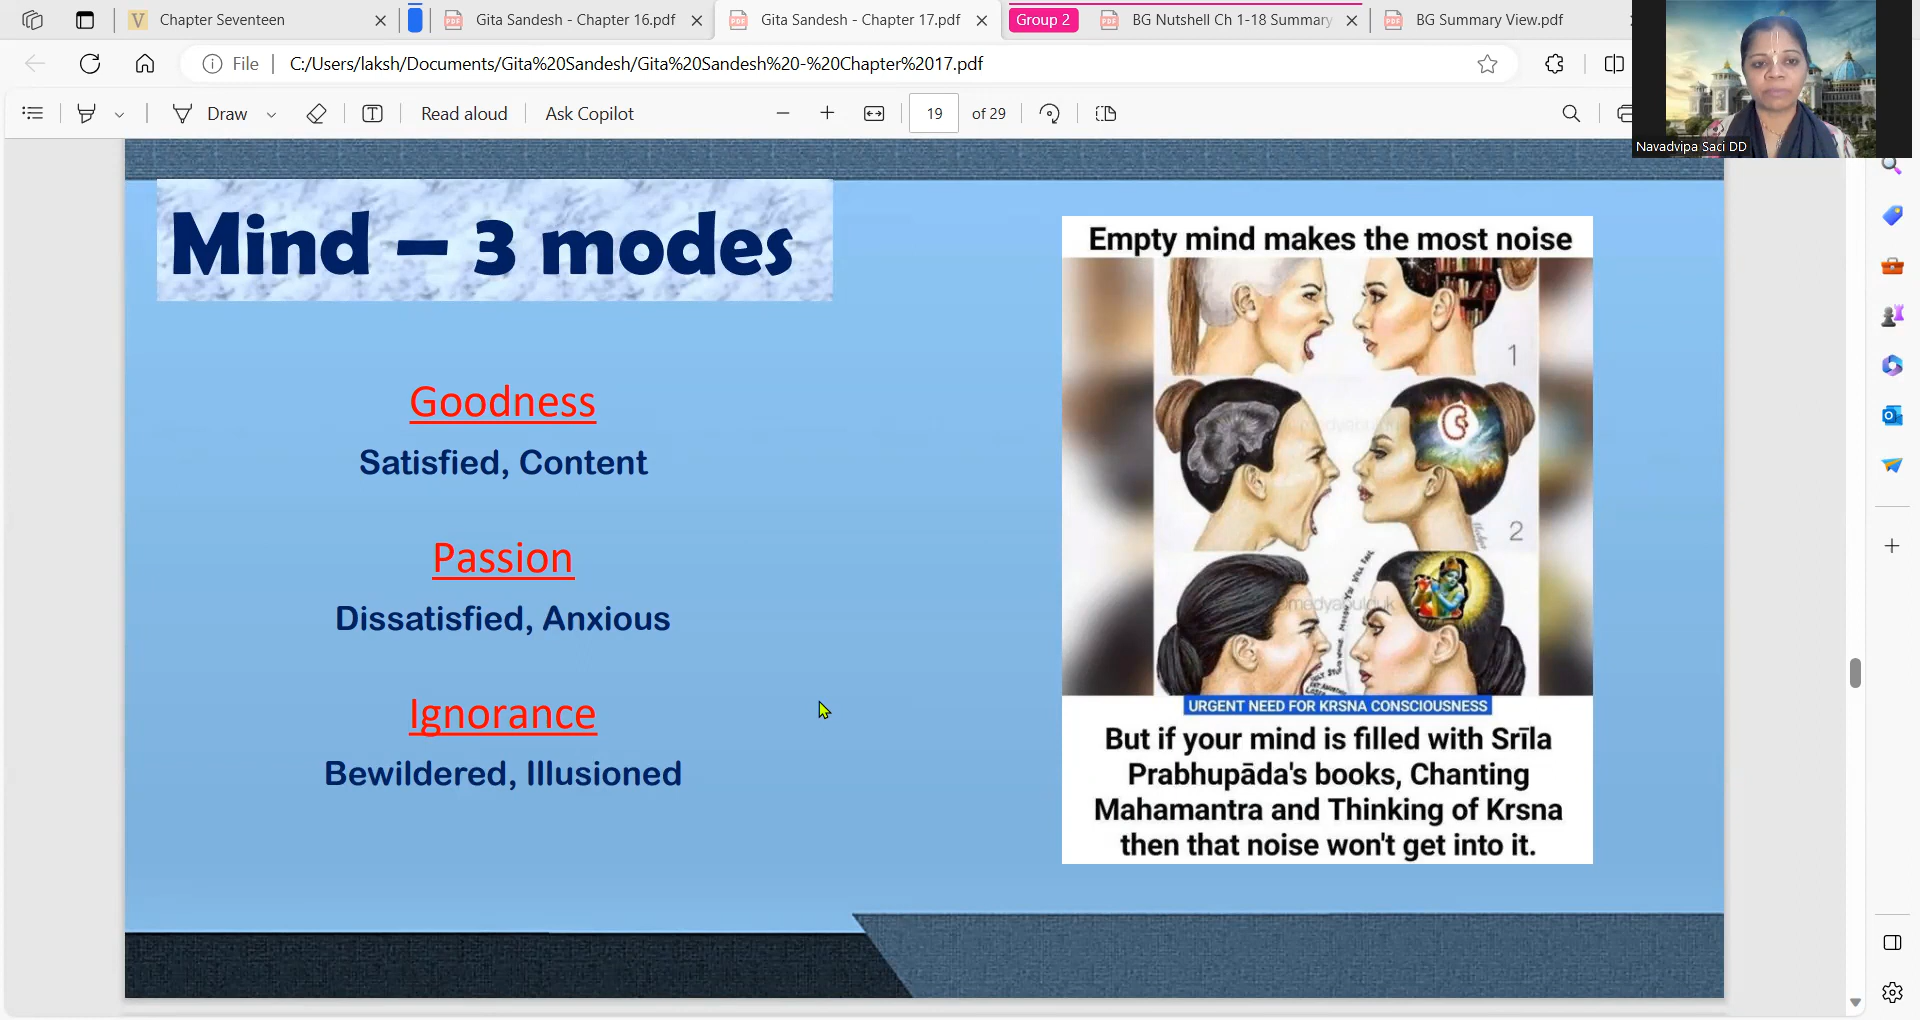 Chapter Seventeen
Gita Sandesh - Chapter 16.pdf
Gita Sandesh - Chapter 17.pdf
Group 2
BG Nutshell Ch 1-18 Summary
BG Summary View.pdf
File
C:/Users/laksh/Documents/Gita%20Sandesh/Gita%20Sandesh%20-%20Chapter%2017.pdf
Draw
Read aloud
Ask Copilot
19
of 29
Navadvipa Saci DD
Mind – 3 modes
Goodness
Satisfied, Content
Passion
Dissatisfied, Anxious
Ignorance
Bewildered, Illusioned
Empty mind makes the most noise
1
2
URGENT NEED FOR KRSNA CONSCIOUSNESS
But if your mind is filled with Srīla
Prabhupāda's books, Chanting
Mahamantra and Thinking of Krsna
then that noise won't get into it.